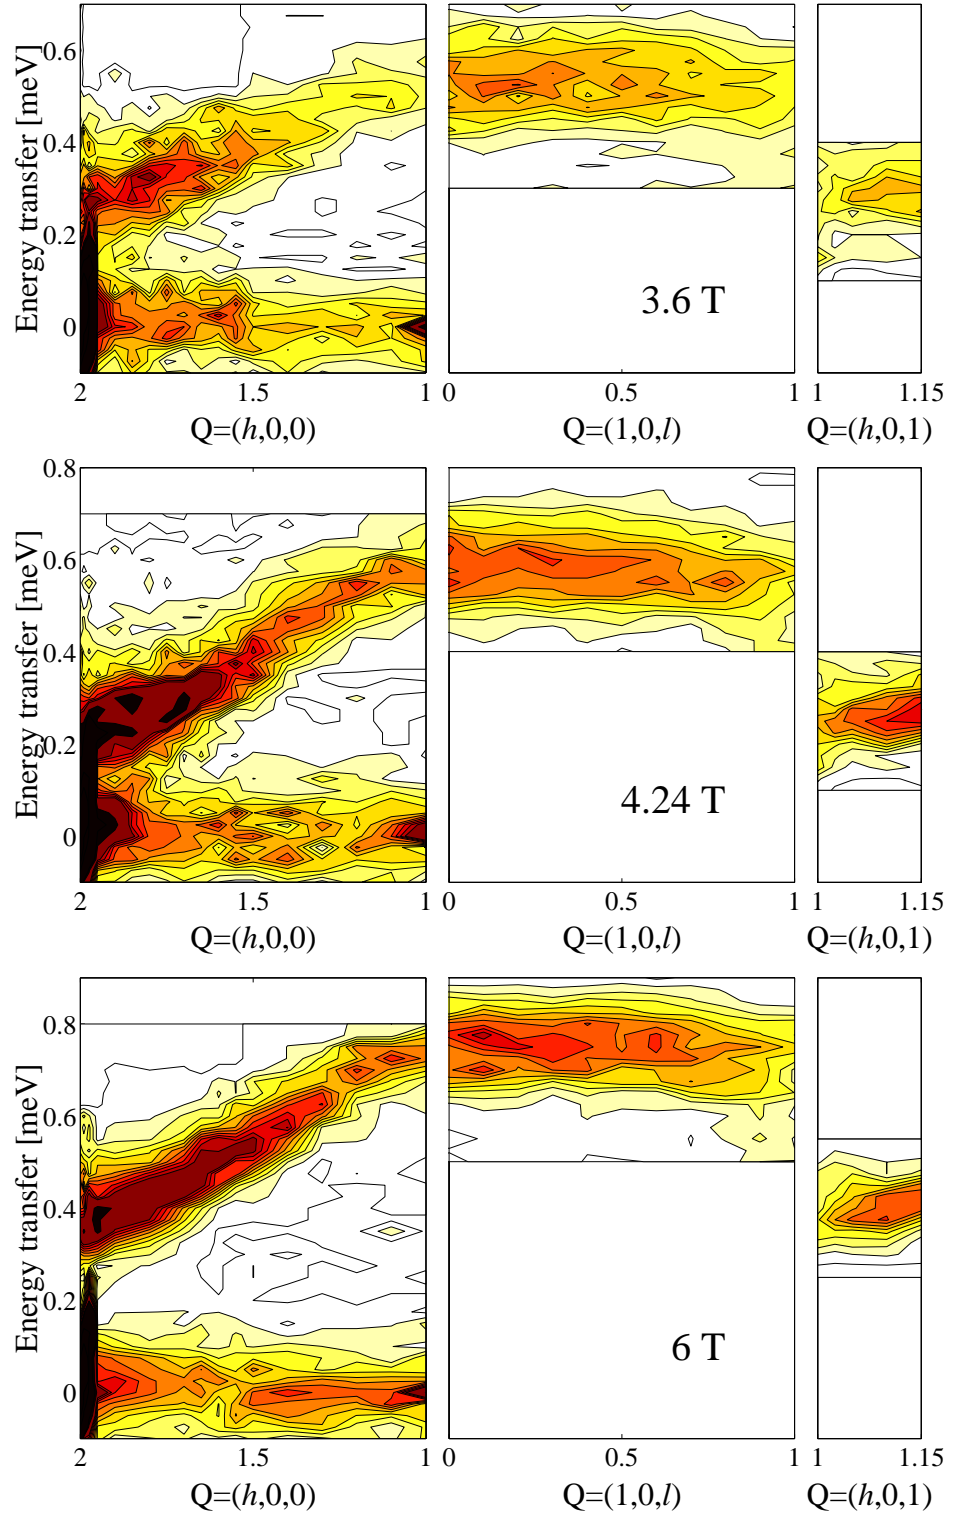 0.6
0.4
0.2
0
Energy transfer [meV]
3.6 T
2 1.5 1 0 0.5 1 1 1.15
Q=(h,0,0) Q=(1,0,l) Q=(h,0,1)
0.8
0.6
0.4
0.2
0
Energy transfer [meV]
4.24 T
2 1.5 1 0 0.5 1 1 1.15
Q=(h,0,0) Q=(1,0,l) Q=(h,0,1)
0.8
0.6
0.4
0.2
0
Energy transfer [meV]
6 T
2 1.5 1 0 0.5 1 1 1.15
Q=(h,0,0) Q=(1,0,l) Q=(h,0,1)